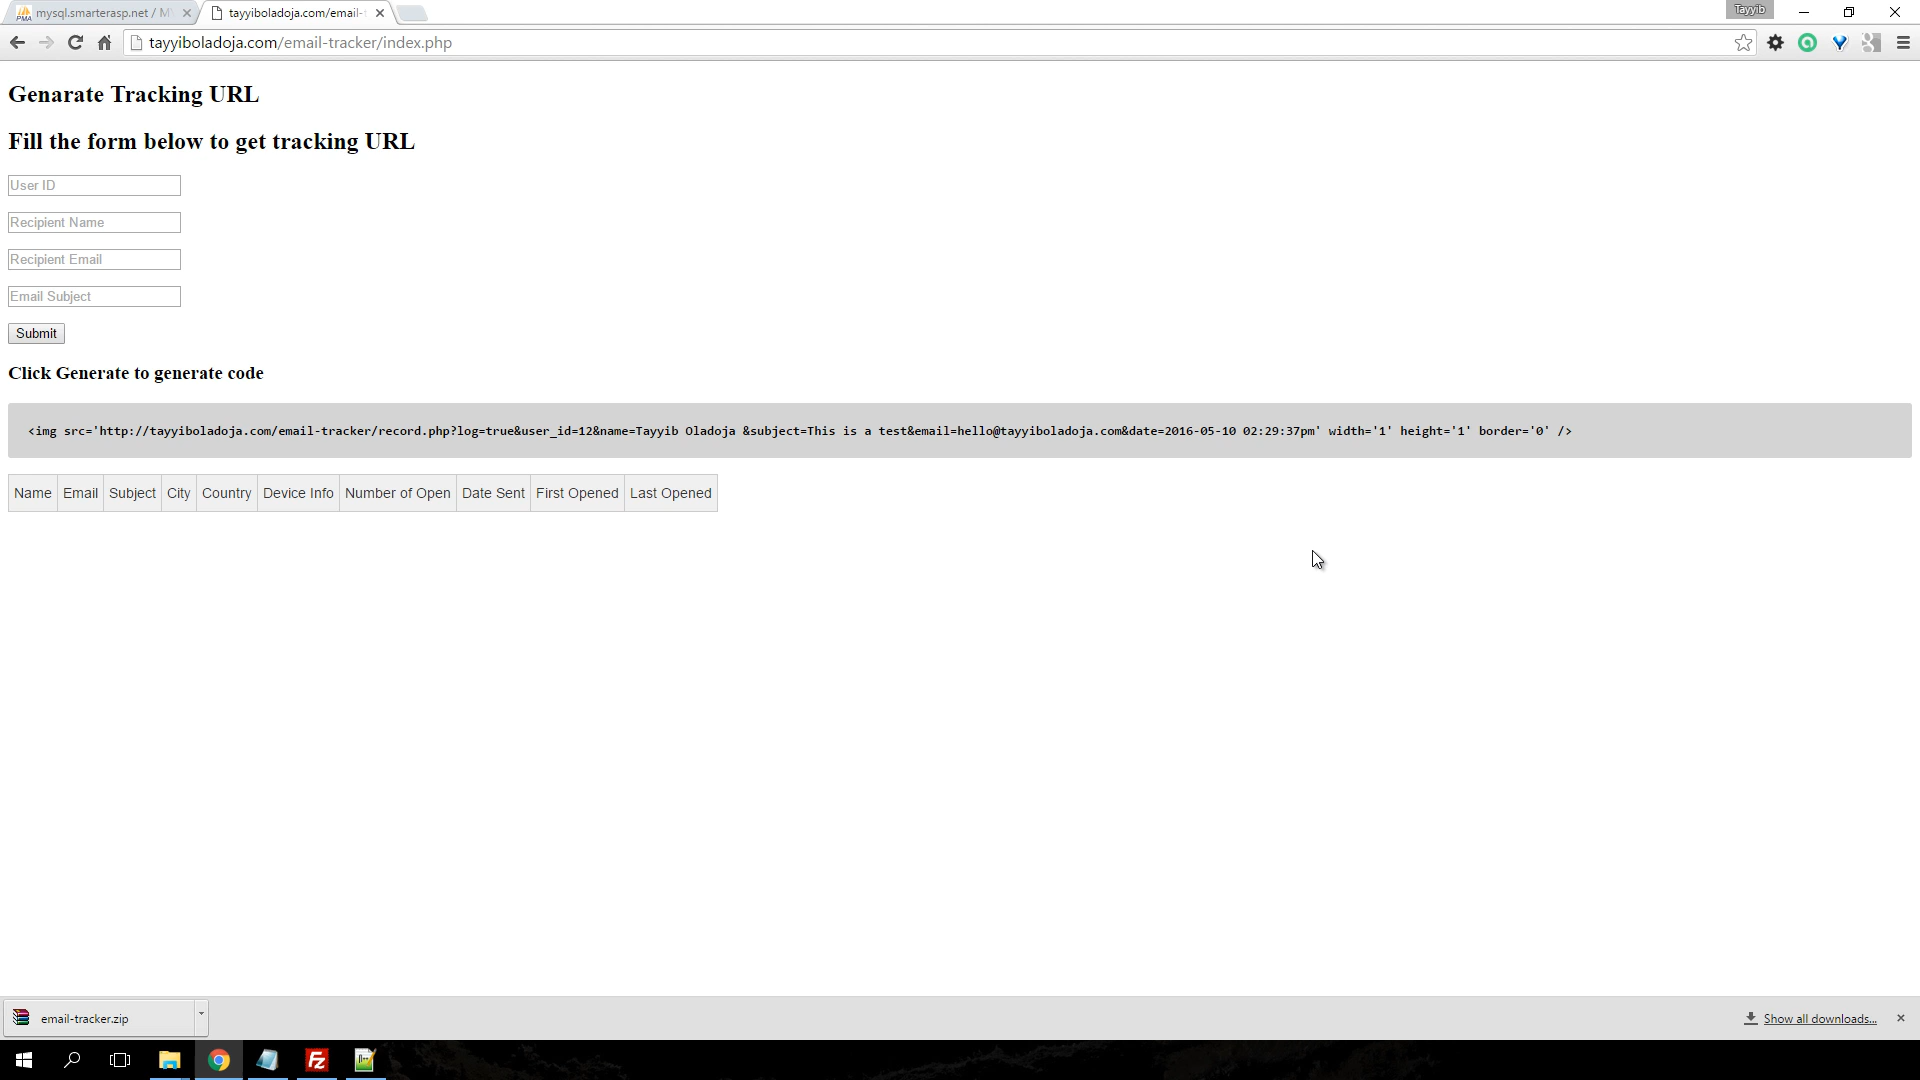 mysql.smarterasp.net / M
tayyiboladoja.com/email-
Tayyib
tayyiboladoja.com/email-tracker/index.php
Genarate Tracking URL
Fill the form below to get tracking URL
User ID
Recipient Name
Recipient Email
Email Subject
Submit
Click Generate to generate code
<img src='http://tayyiboladoja.com/email-tracker/record.php?log=true&user_id=12&name=Tayyib Oladoja &subject=This is a test&email=hello@tayyiboladoja.com&date=2016-05-10 02:29:37pm' width='1' height='1' border='0' />
Name Email Subject City Country Device Info Number of Open Date Sent First Opened Last Opened
email-tracker.zip
Show all downloads...